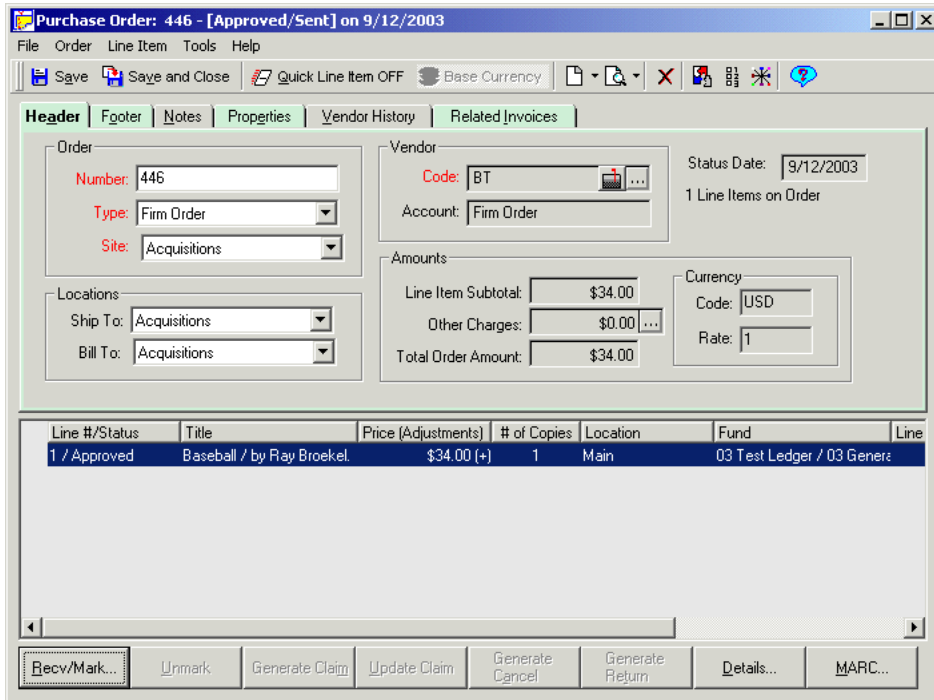 Purchase Order: 446 - [Approved/Sent] on 9/12/2003
File Order Line Item Tools Help
Save Save and Close Quick Line Item OFF Base Currency
Header Footer Notes Properties Vendor History Related Invoices
Order
Number: 446
Type: Firm Order
Site: Acquisitions
Locations
Ship To: Acquisitions
Bill To: Acquisitions
Vendor
Code: BT ...
Account: Firm Order
Status Date: 9/12/2003
1 Line Items on Order
Amounts
Line Item Subtotal: $34.00
Other Charges: $0.00 ...
Total Order Amount: $34.00
Currency
Code: USD
Rate: 1
Line #/Status Title Price (Adjustments) # of Copies Location Fund Line
1 / Approved Baseball / by Ray Broekel. $34.00 (+) 1 Main 03 Test Ledger / 03 Genera
Recv/Mark... Unmark Generate Claim Update Claim Generate Cancel Generate Return Details... MARC...